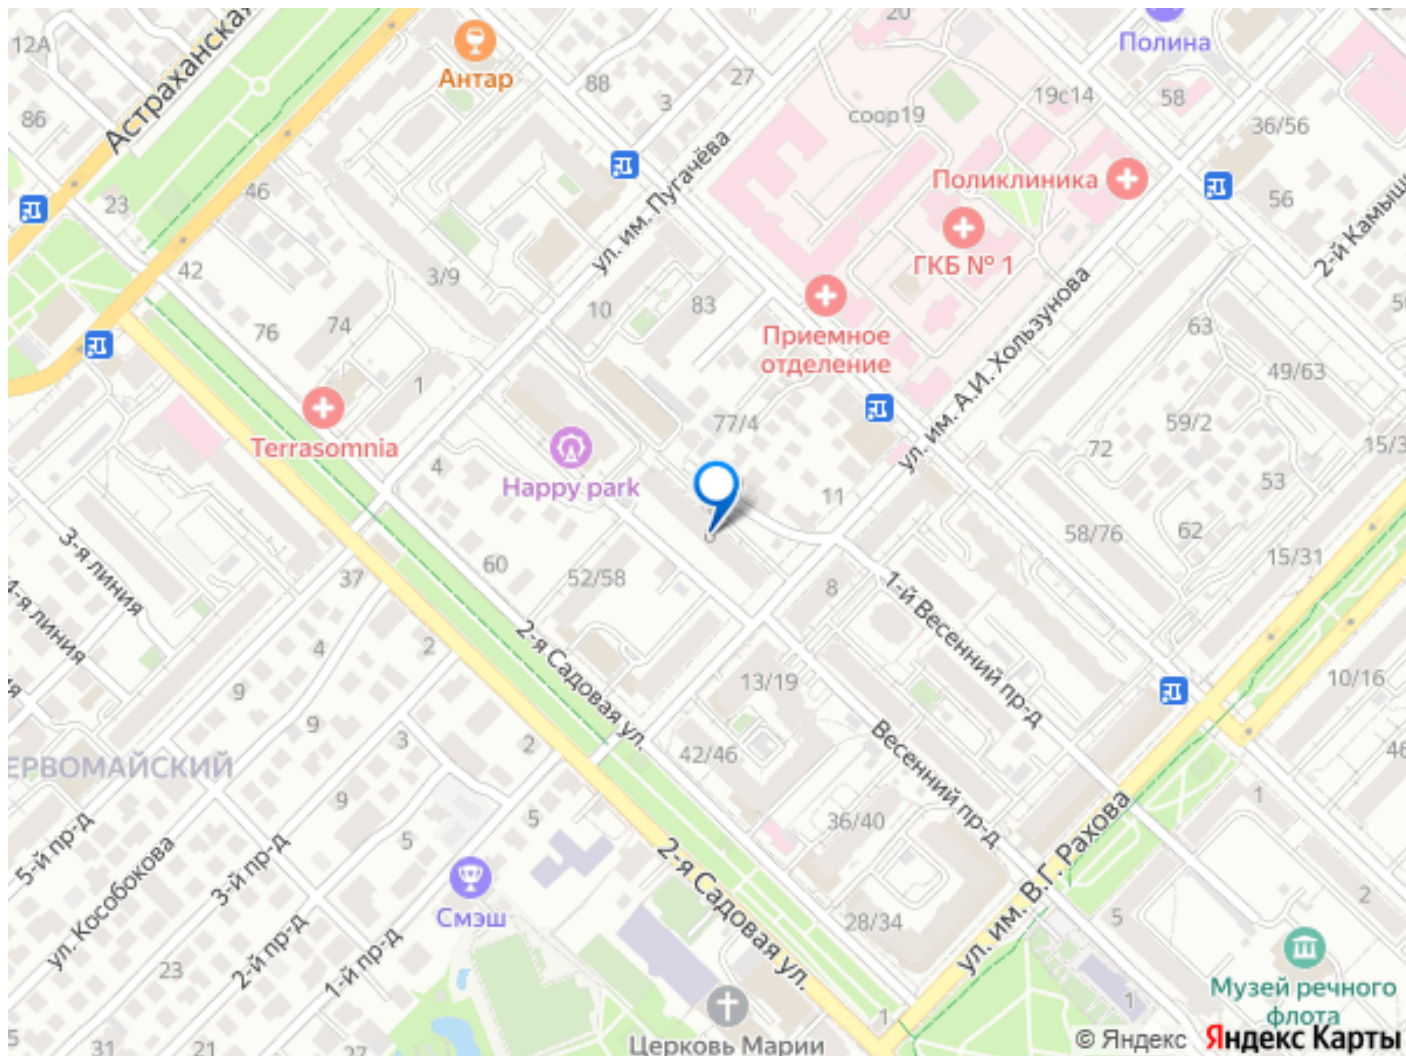 12А
Астраханская
20
Антар
Полина
86
88
27
3
соор19
19с14
58
36/56
ул. им. Пугачёва
Поликлиника
46
23
56
2-й Камыш
ГКБ № 1
42
3/9
10
83
Приемное
отделение
ул. им. А.И. Хользунова
63
76
74
1
49/63
59/2
77/4
Terrasomnia
72
15/3
4
Happy park
11
53
3-я линия
58/76
62
15/31
37
60
52/58
8
1-й Весенний пр-д
4-я линия
4
2
2-я Садовая ул.
13/19
10/16
9
9
3
2
42/46
Весенний пр-д
46
ЕРВОМАЙСКИЙ
9
5
5
36/40
1
ул. им. В.Г. Рахова
5-й пр-д
ул. Кособокова
3-й пр-д
2-я Садовая ул.
Смэш
28/34
5
2
2-й пр-д
1-й пр-д
23
Музей речного
флота
1
1
5
31
21
27
Церковь Марии
© Яндекс Яндекс Карты